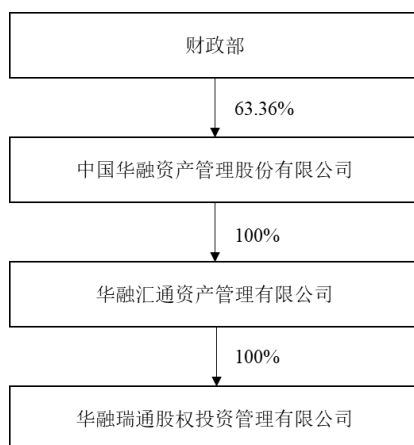 财政部
63.36%
中国华融资产管理股份有限公司
100%
华融汇通资产管理有限公司
100%
华融瑞通股权投资管理有限公司